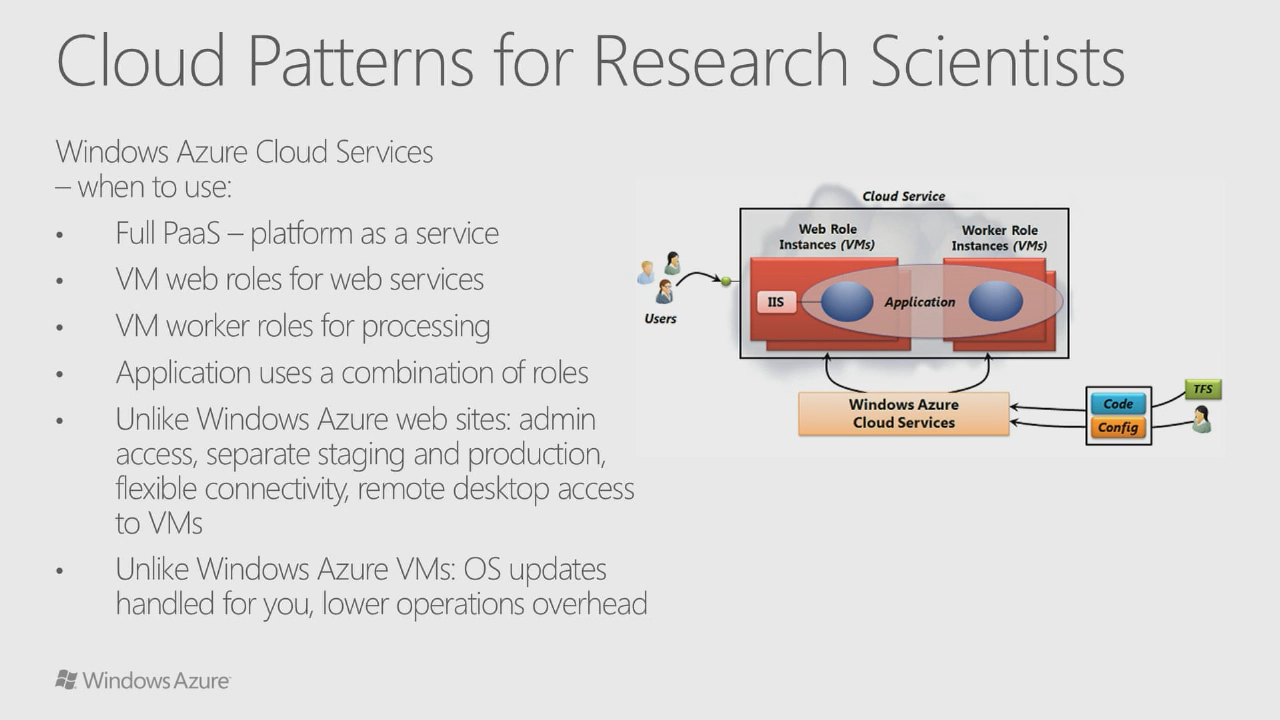 Cloud Patterns for Research Scientists
Windows Azure Cloud Services
– when to use:
• Full PaaS – platform as a service
• VM web roles for web services
• VM worker roles for processing
• Application uses a combination of roles
• Unlike Windows Azure web sites: admin
access, separate staging and production,
flexible connectivity, remote desktop access
to VMs
• Unlike Windows Azure VMs: OS updates
handled for you, lower operations overhead
Cloud Service
Web Role
Instances (VMs)
Worker Role
Instances (VMs)
IIS
Application
Users
Windows Azure
Cloud Services
Code
Config
TFS
Windows Azure